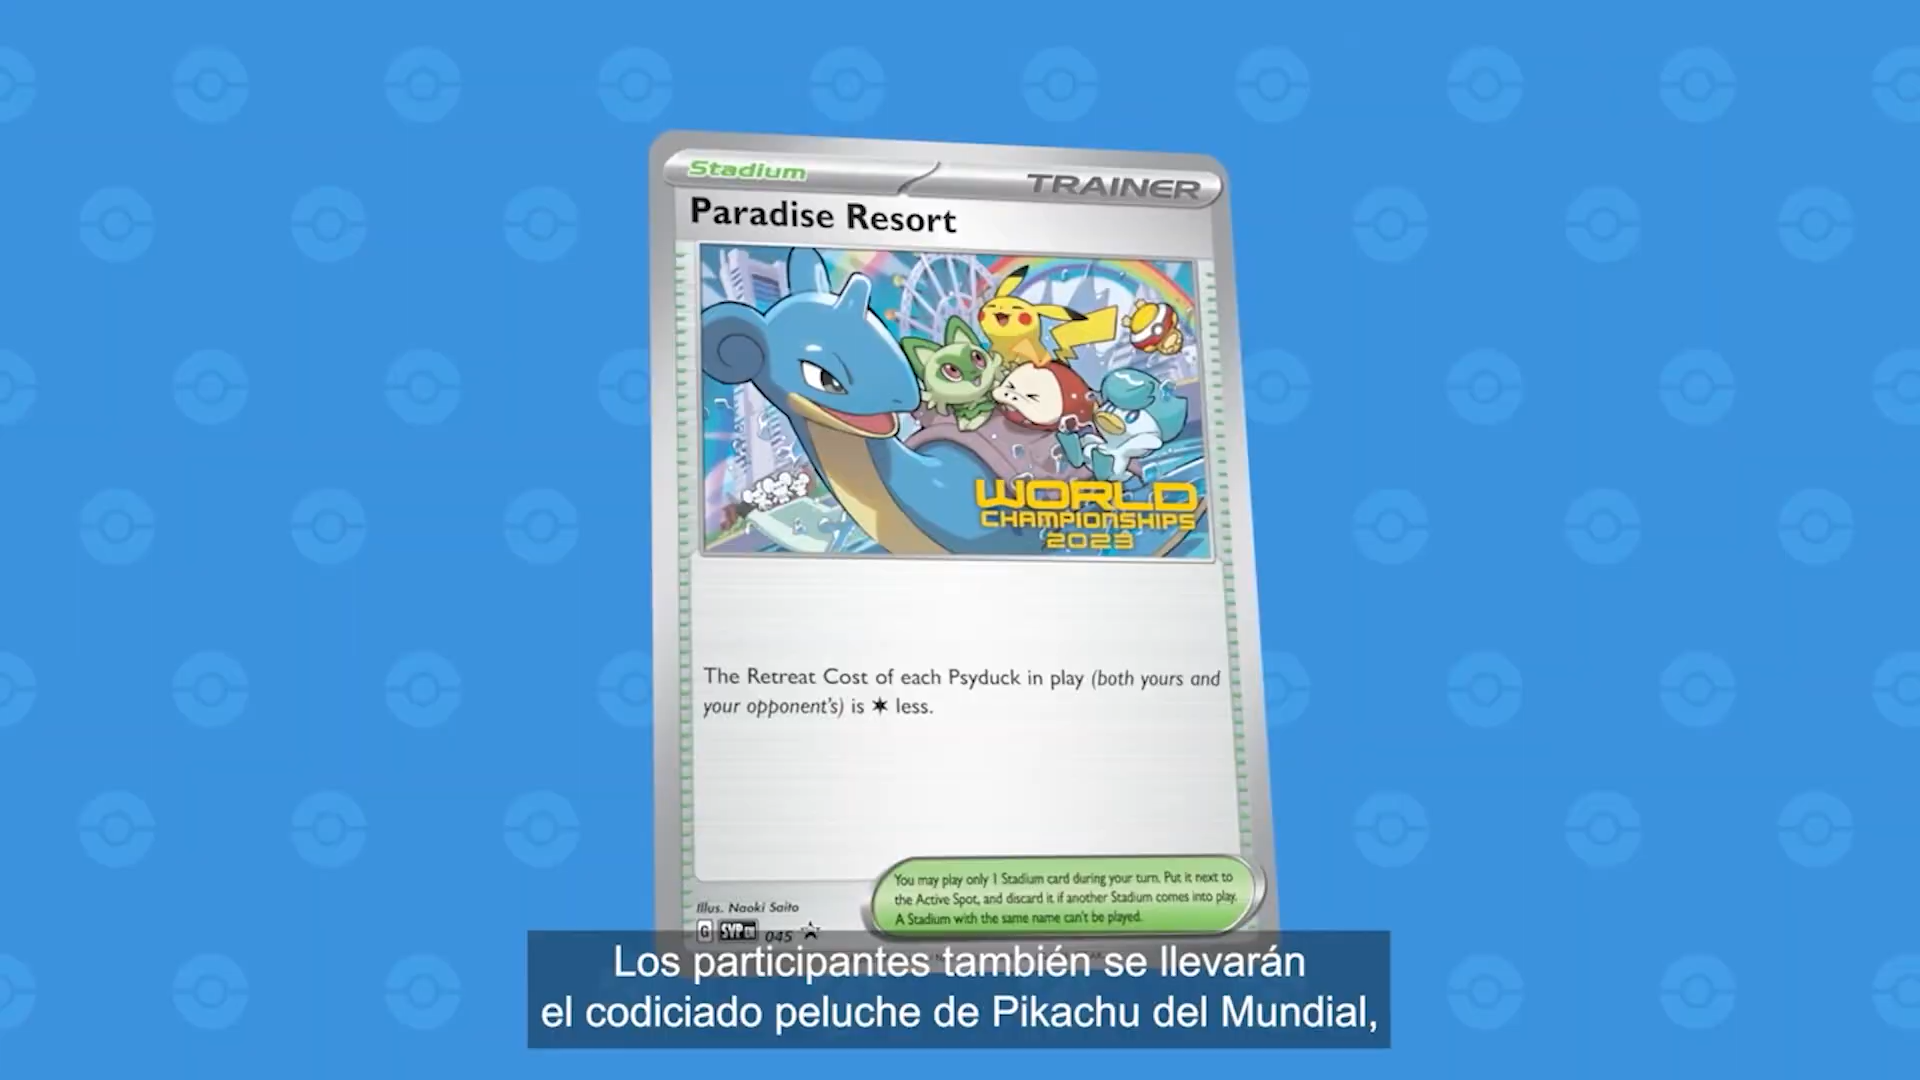 Stadium
TRAINER
Paradise Resort
WORLD
CHAMPIONSHIPS
2023
The Retreat Cost of each Psyduck in play (both yours and
your opponent's) is less.
You may play only 1 Stadium card during your turn. Put it next to
the Active Spot, and discard it if another Stadium comes into play.
A Stadium with the same name can't be played.
Illus. Naoki Saito
G SVP EN 045
Los participantes también se llevarán
el codiciado peluche de Pikachu del Mundial,